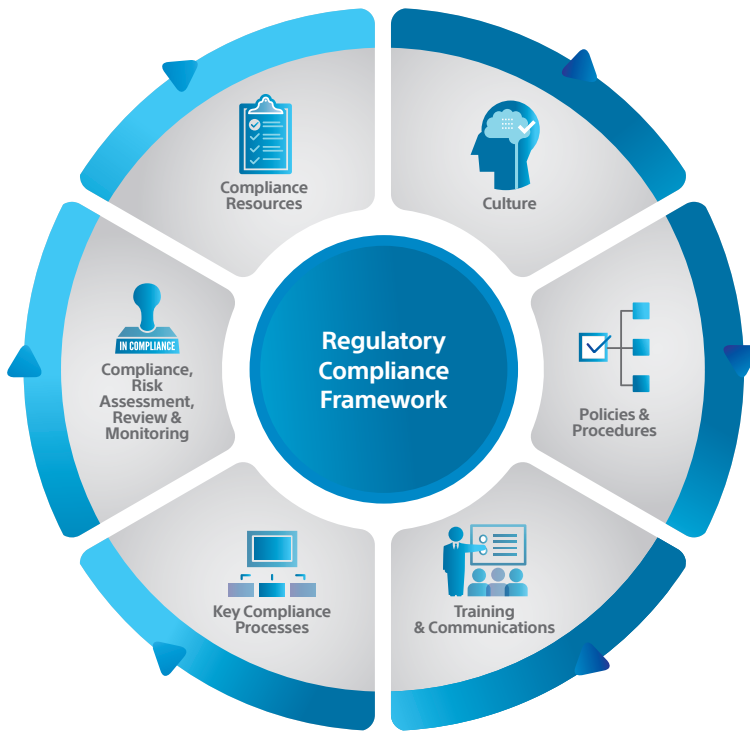 Regulatory
Compliance
Framework
Culture
Policies &
Procedures
Training
& Communications
Key Compliance
Processes
IN COMPLIANCE
Compliance,
Risk
Assessment,
Review &
Monitoring
Compliance
Resources